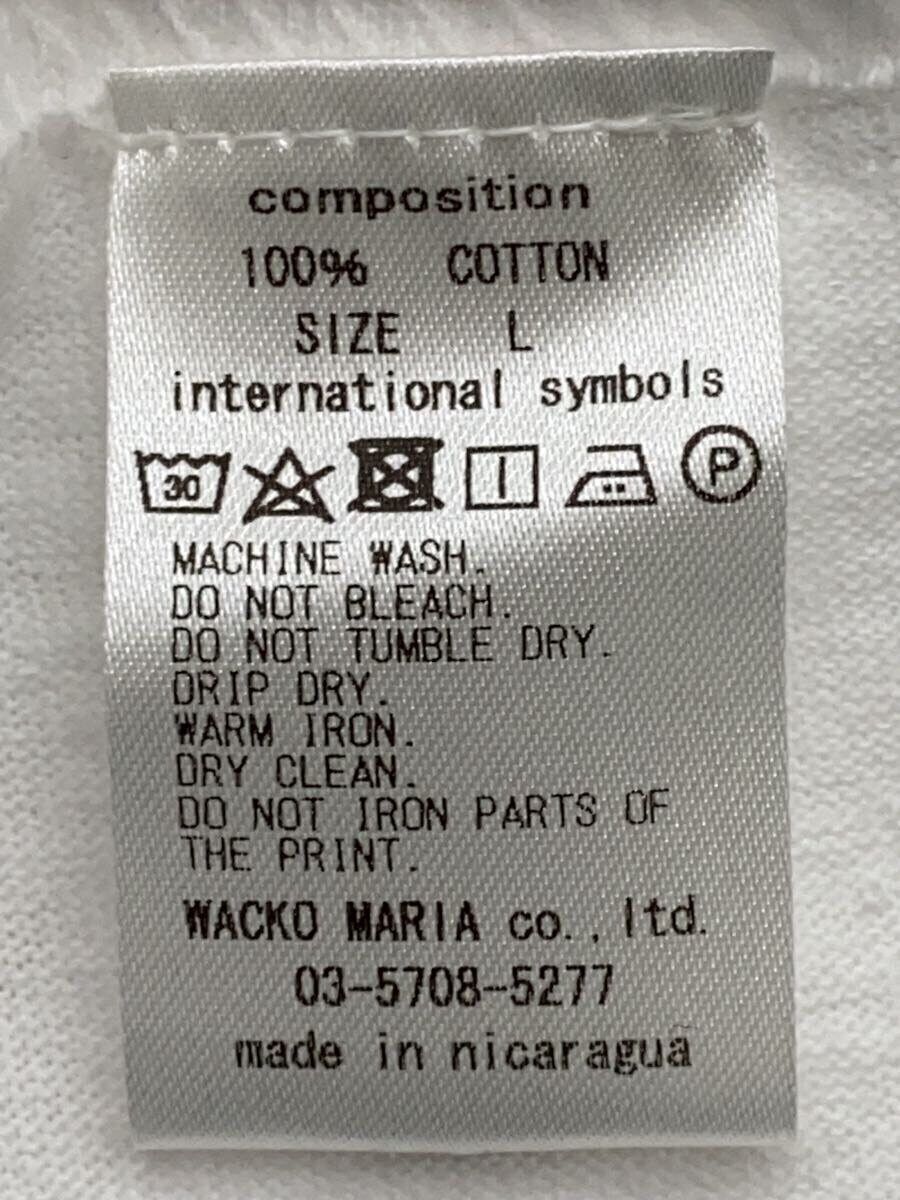 composition
100% COTTON
SIZE L
international symbols
30 P
MACHINE WASH.
DO NOT BLEACH.
DO NOT TUMBLE DRY.
DRIP DRY.
WARM IRON.
DRY CLEAN.
DO NOT IRON PARTS OF
THE PRINT.
WACKO MARIA co., ltd.
03-5708-5277
made in nicaragua